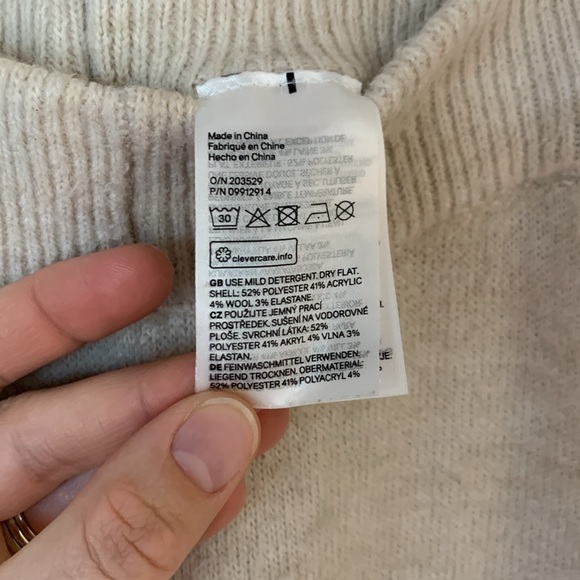 Made in China
Fabriqué en Chine
Hecho en China
O/N 203529
P/N 09912914
30
clevercare.info
GB USE MILD DETERGENT. DRY FLAT.
SHELL: 52% POLYESTER 41% ACRYLIC
4% WOOL 3% ELASTANE.
CZ POUŽIJTE JEMNÝ PRACÍ
PROSTŘEDEK. SUŠENÍ NA VODOROVNÉ
PLOŠE. SVRCHNÍ LÁTKA: 52%
POLYESTER 41% AKRYL 4% VLNA 3%
ELASTAN.
DE FEINWASCHMITTEL VERWENDEN.
LIEGEND TROCKNEN. OBERMATERIAL:
52% POLYESTER 41% POLYACRYL 4%